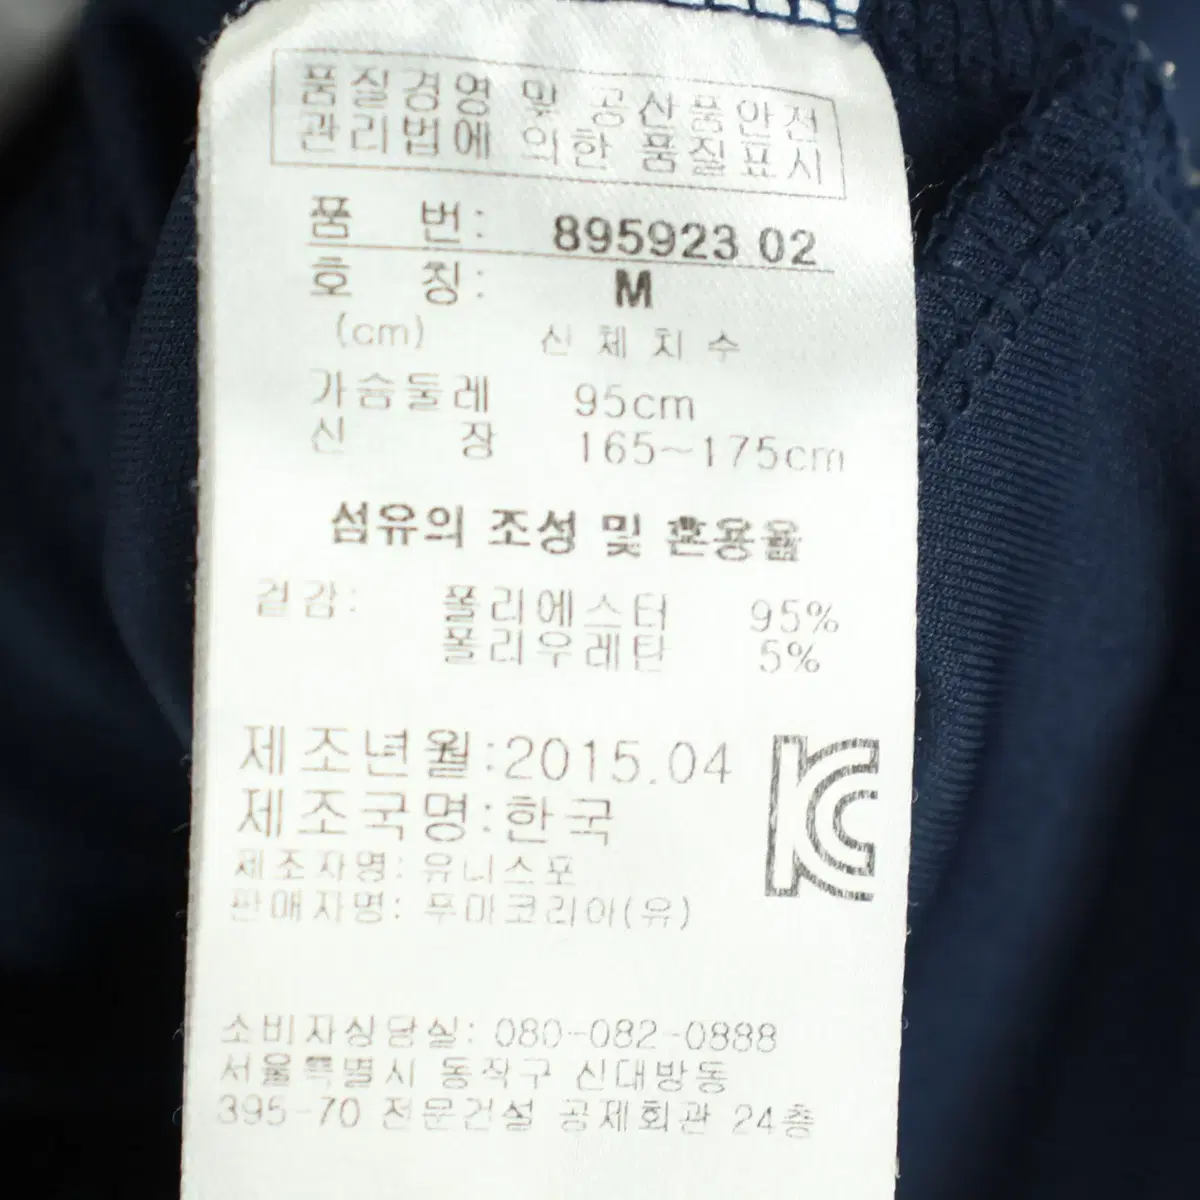 품질경영 및 공산품안전
관리법에 의한 품질표시
품 번: 895923 02
호 칭: M
(cm) 신체치수
가슴둘레 95cm
신 장 165~175cm
섬유의 조성 및 혼용율
겉감: 폴리에스터 95%
폴리우레탄 5%
제조년월:2015.04
제조국명:한국
KC
제조자명: 유니스포
판매자명: 푸마코리아(유)
소비자상당실: 080-082-0888
서울특별시 동작구 신대방동
395-70 전문건설 공제회관 24층